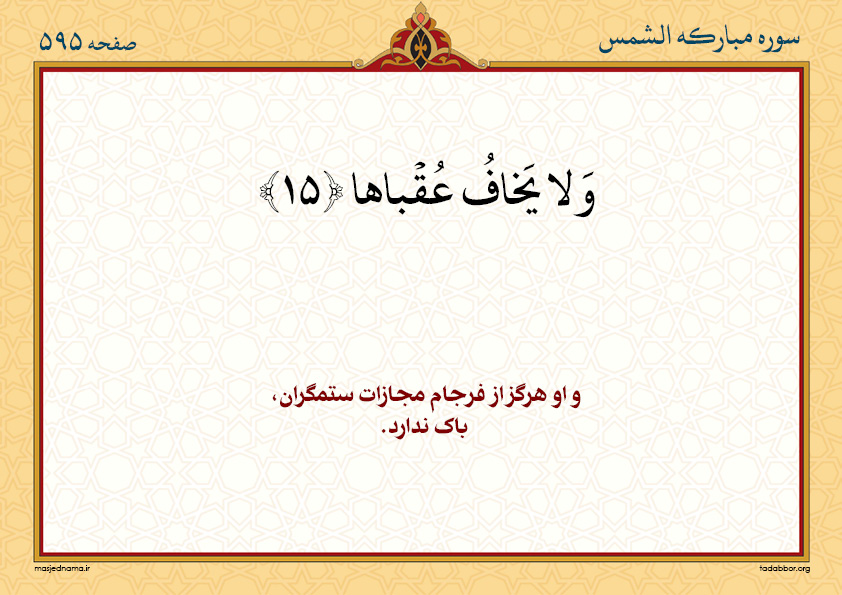 سوره مبارکه الشمس
صفحه ۵۹۵
وَلا يَخافُ عُقْباها ﴿۱۵﴾
و او هرگز از فرجام مجازات ستمگران،
باک ندارد.
masjednama.ir
tadabbor.org